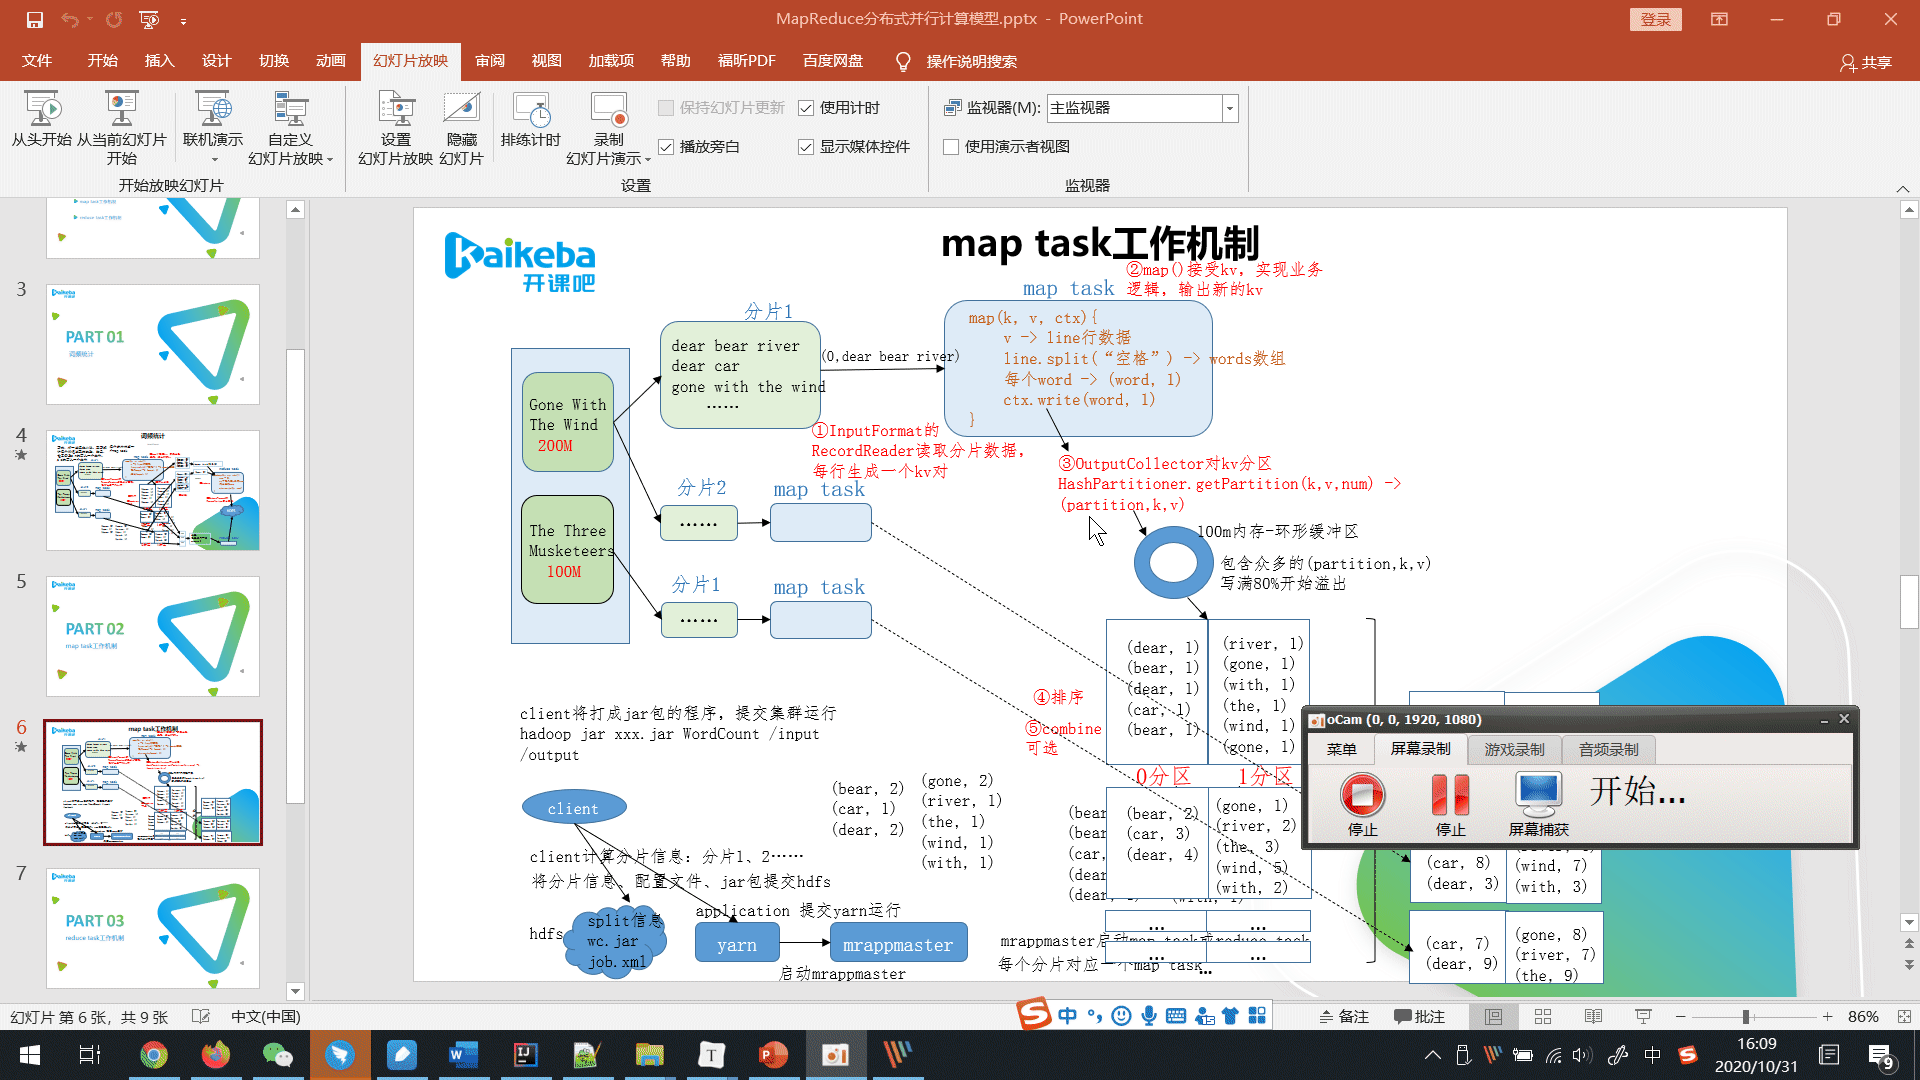 MapReduce分布式并行计算模型.pptx - PowerPoint
登录
文件 开始 插入 设计 切换 动画 幻灯片放映 审阅 视图 加载项 帮助 福昕PDF 百度网盘 操作说明搜索
共享
从头开始
从当前幻灯片
开始
联机演示
自定义
幻灯片放映
开始放映幻灯片
设置
幻灯片放映
隐藏
幻灯片
排练计时
录制
幻灯片演示
保持幻灯片更新
使用计时
播放旁白
显示媒体控件
设置
监视器(M): 主监视器
使用演示者视图
监视器
map task工作机制
reduce task工作机制
3
PART 01
词频统计
4
词频统计
5
PART 02
map task工作机制
6
map task工作机制
7
PART 03
reduce task工作机制
Kaikeba
开课吧
map task工作机制
②map()接受kv, 实现业务
逻辑, 输出新的kv
map task
map(k, v, ctx){
v -> line行数据
line.split(“空格”) -> words数组
每个word -> (word, 1)
ctx.write(word, 1)
}
分片1
dear bear river
dear car
gone with the wind
……
(0,dear bear river)
Gone With
The Wind
200M
The Three
Musketeers
100M
①InputFormat的
RecordReader读取分片数据,
每行生成一个kv对
分片2
……
map task
分片1
……
map task
③OutputCollector对kv分区
HashPartitioner.getPartition(k,v,num) ->
(partition,k,v)
100m内存-环形缓冲区
包含众多的(partition,k,v)
写满80%开始溢出
(dear, 1)
(bear, 1)
(dear, 1)
(car, 1)
(bear, 1)
(river, 1)
(gone, 1)
(with, 1)
(the, 1)
(wind, 1)
(gone, 1)
④排序
⑤combine
可选
0分区
1分区
(bear, 2)
(car, 3)
(dear, 4)
(gone, 1)
(river, 2)
(the, 3)
(wind, 5)
(with, 2)
(bear
(bear
(car,
(dear
(dear
... ...
... ...
...
client将打成jar包的程序, 提交集群运行
hadoop jar xxx.jar WordCount /input
/output
client
(bear, 2)
(car, 1)
(dear, 2)
(gone, 2)
(river, 1)
(the, 1)
(wind, 1)
(with, 1)
client计算分片信息: 分片1、2……
将分片信息、配置文件、jar包提交hdfs
hdfs
split信息
wc.jar
job.xml
application 提交yarn运行
yarn
mrappmaster
启动mrappmaster
mrappmaster启动map task或reduce task
每个分片对应一个map task
(car, 8)
(dear, 3)
(wind, 7)
(with, 3)
(car, 7)
(dear, 9)
(gone, 8)
(river, 7)
(the, 9)
oCam (0, 0, 1920, 1080)
菜单 屏幕录制 游戏录制 音频录制
停止
停止
屏幕捕获
开始...
幻灯片 第 6 张, 共 9 张 中文(中国)
中
备注 批注 86%
中
16:09
2020/10/31
9